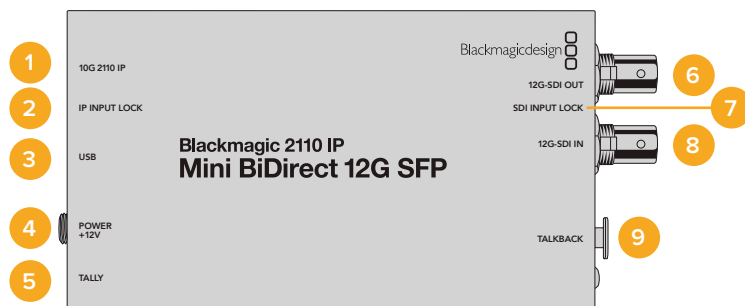 1
10G 2110 IP
2
IP INPUT LOCK
3
USB
4
POWER
+12V
5
TALLY
Blackmagicdesign
Blackmagic 2110 IP
Mini BiDirect 12G SFP
12G-SDI OUT
6
SDI INPUT LOCK
7
12G-SDI IN
8
TALKBACK
9